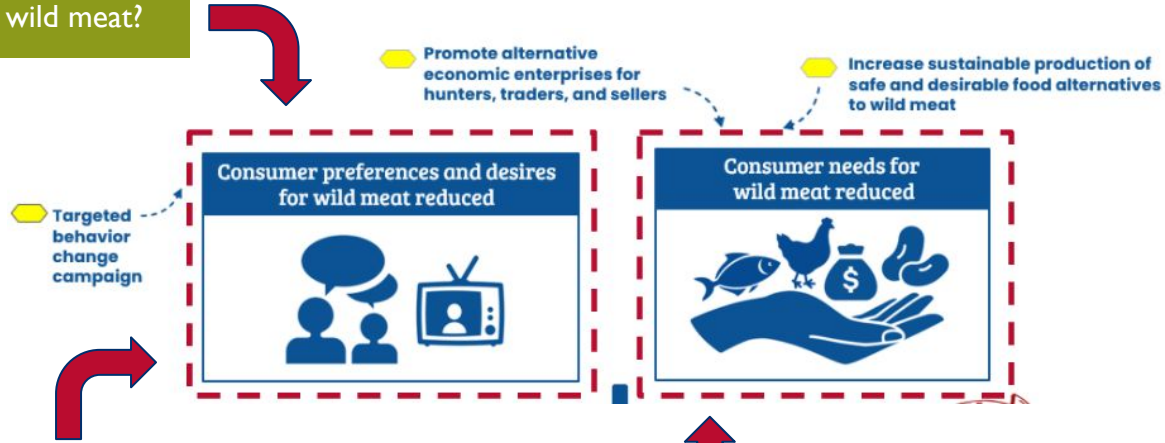 wild meat?
Promote alternative
economic enterprises for
hunters, traders, and sellers
Increase sustainable production of
safe and desirable food alternatives
to wild meat
Consumer preferences and desires
for wild meat reduced
Consumer needs for
wild meat reduced
Targeted
behavior
change
campaign
$